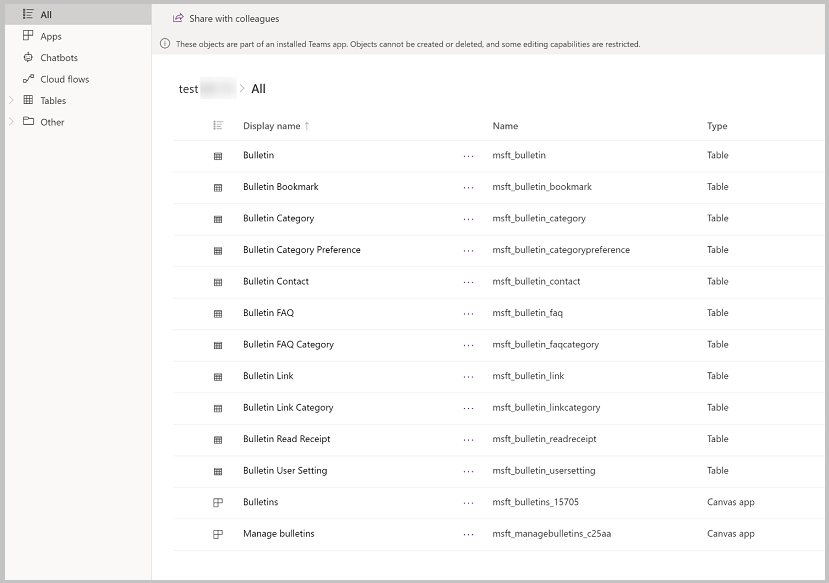 All
Apps
Chatbots
Cloud flows
Tables
Other
Share with colleagues
These objects are part of an installed Teams app. Objects cannot be created or deleted, and some editing capabilities are restricted.
test > All
Display name ↑ Name Type
Bulletin ... msft_bulletin Table
Bulletin Bookmark ... msft_bulletin_bookmark Table
Bulletin Category ... msft_bulletin_category Table
Bulletin Category Preference ... msft_bulletin_categorypreference Table
Bulletin Contact ... msft_bulletin_contact Table
Bulletin FAQ ... msft_bulletin_faq Table
Bulletin FAQ Category ... msft_bulletin_faqcategory Table
Bulletin Link ... msft_bulletin_link Table
Bulletin Link Category ... msft_bulletin_linkcategory Table
Bulletin Read Receipt ... msft_bulletin_readreceipt Table
Bulletin User Setting ... msft_bulletin_usersetting Table
Bulletins ... msft_bulletins_15705 Canvas app
Manage bulletins ... msft_managebulletins_c25aa Canvas app